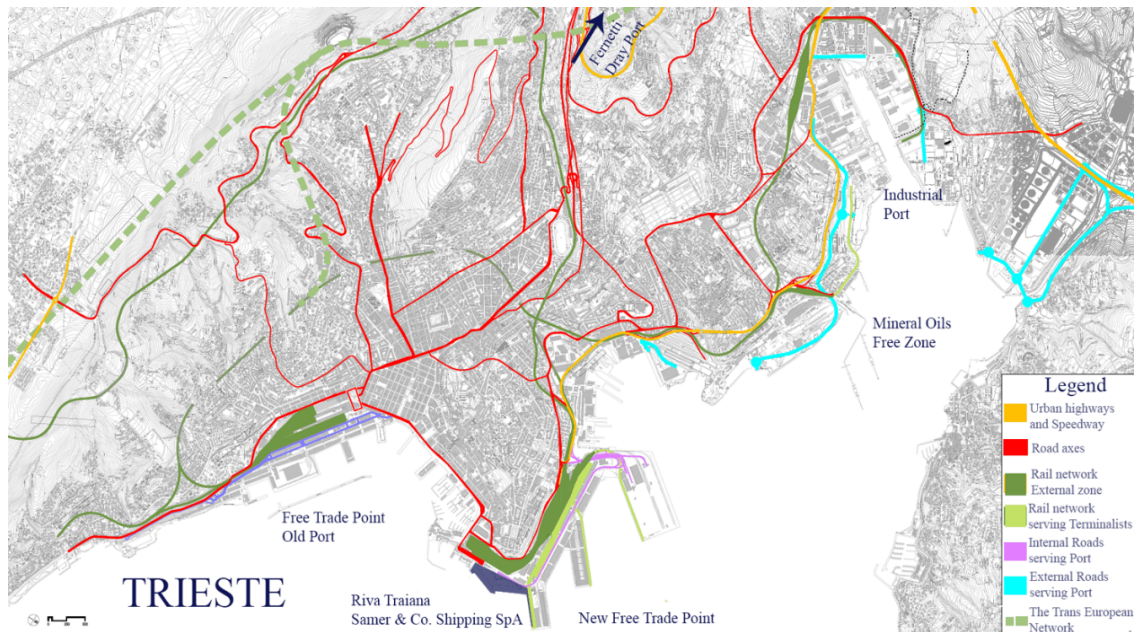 Fernetti
Dray Port
Industrial
Port
Mineral Oils
Free Zone
Free Trade Point
Old Port
TRIESTE
Riva Traiana
Samer & Co. Shipping SpA
New Free Trade Point
Legend
Urban highways
and Speedway
Road axes
Rail network
External zone
Rail network
serving Terminalists
Internal Roads
serving Port
External Roads
serving Port
The Trans European
Network